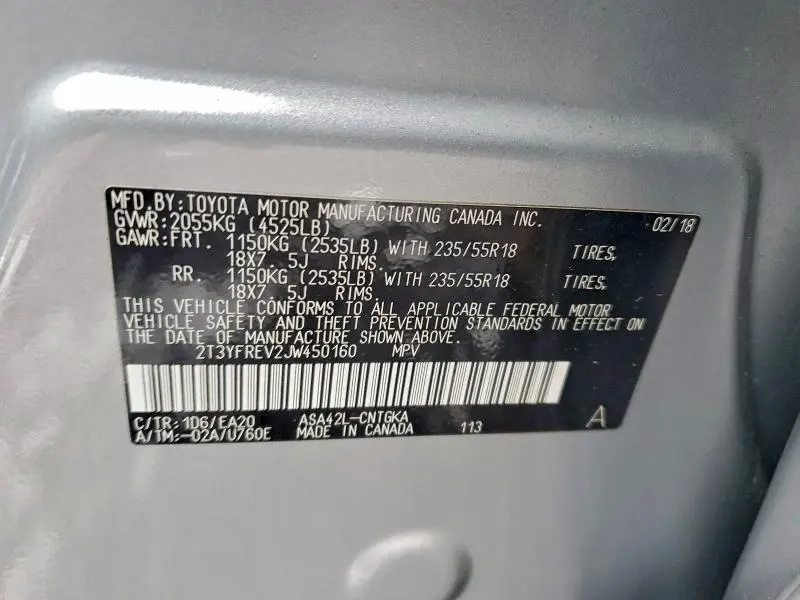 MFD.BY:TOYOTA MOTOR MANUFACTURING CANADA INC. 02/18
GVWR:2055KG (4525LB)
GAWR:FRT. 1150KG (2535LB) WITH 235/55R18 TIRES,
18X7. 5J RIMS.
RR. 1150KG (2535LB) WITH 235/55R18 TIRES,
18X7. 5J RIMS.
THIS VEHICLE CONFORMS TO ALL APPLICABLE FEDERAL MOTOR
VEHICLE SAFETY AND THEFT PREVENTION STANDARDS IN EFFECT ON
THE DATE OF MANUFACTURE SHOWN ABOVE.
2T3YFREV2JW450160 MPV
C/TR:1D6/EA20 ASA42L-CNTGKA
A/TM:-02A/U760E MADE IN CANADA 113 A